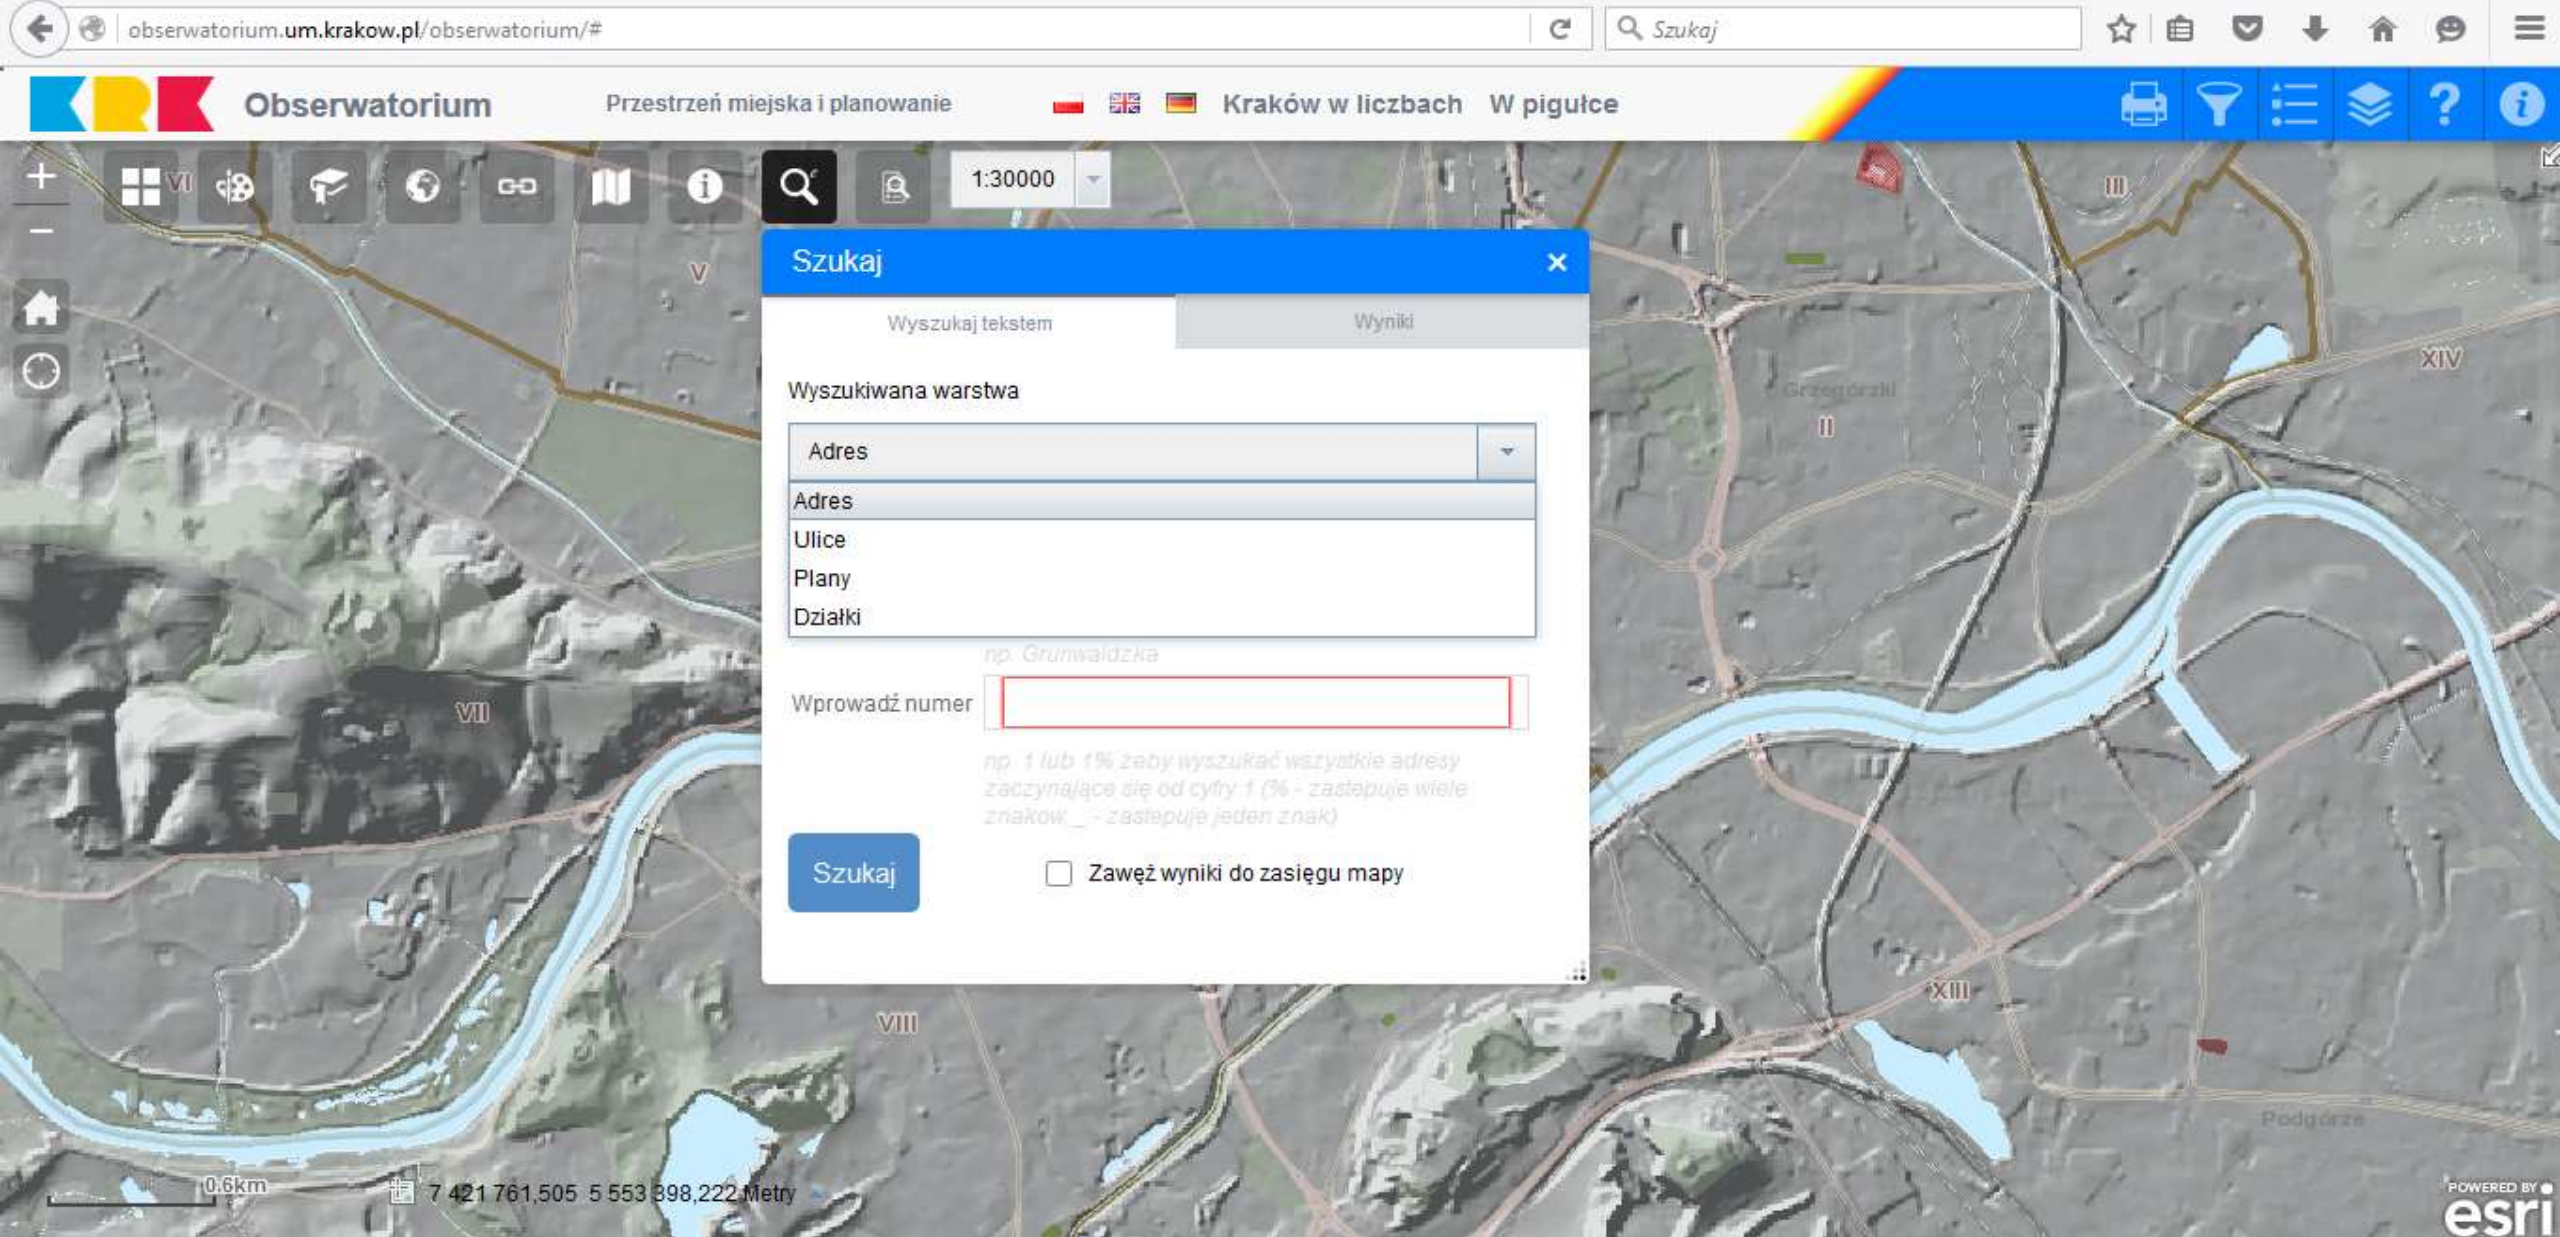 obserwatorium.um.krakow.pl/obserwatorium/#
Szukaj
KRK
Obserwatorium
Przestrzeń miejska i planowanie
Kraków w liczbach
W pigułce
1:30000
VI
V
III
XIV
Grzegórzki
II
VII
VIII
XIII
Podgórze
Szukaj
Wyszukaj tekstem
Wyniki
Wyszukiwana warstwa
Adres
Adres
Ulice
Plany
Działki
np. Grunwaldzka
Wprowadź numer
np. 1 lub 1% żeby wyszukać wszystkie adresy
zaczynające się od cyfry 1 (% - zastępuje wiele
znaków, _ - zastępuje jeden znak)
Szukaj
Zawęź wyniki do zasięgu mapy
0.6km
7 421 761,505 5 553 398,222 Metry
POWERED BY
esri